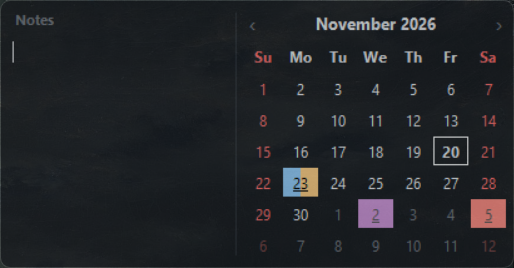 Notes
‹ November 2026 ›
Su Mo Tu We Th Fr Sa
1 2 3 4 5 6 7
8 9 10 11 12 13 14
15 16 17 18 19 20 21
22 23 24 25 26 27 28
29 30 1 2 3 4 5
6 7 8 9 10 11 12